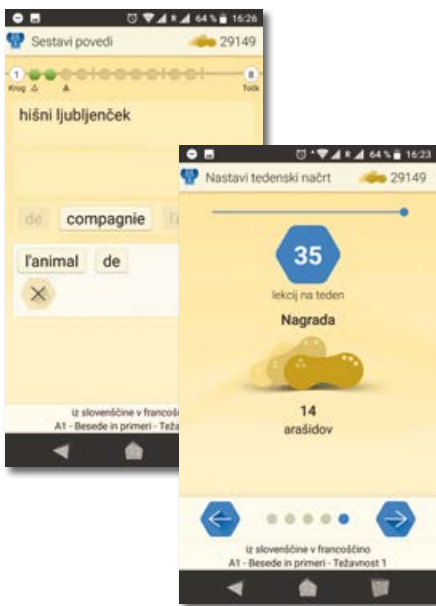 64 % 16:26
Sestavi povedi 29149
1 8
Krog Točk
hišni ljubljenček
de compagnie
l'animal de
iz slovenščine v
A1 - Besede in primeri -
R 64 % 16:23
Nastavi tedenski načrt 29149
35
lekcij na teden
Nagrada
14
arašidov
iz slovenščine v francoščino
A1 - Besede in primeri - Težavnost 1